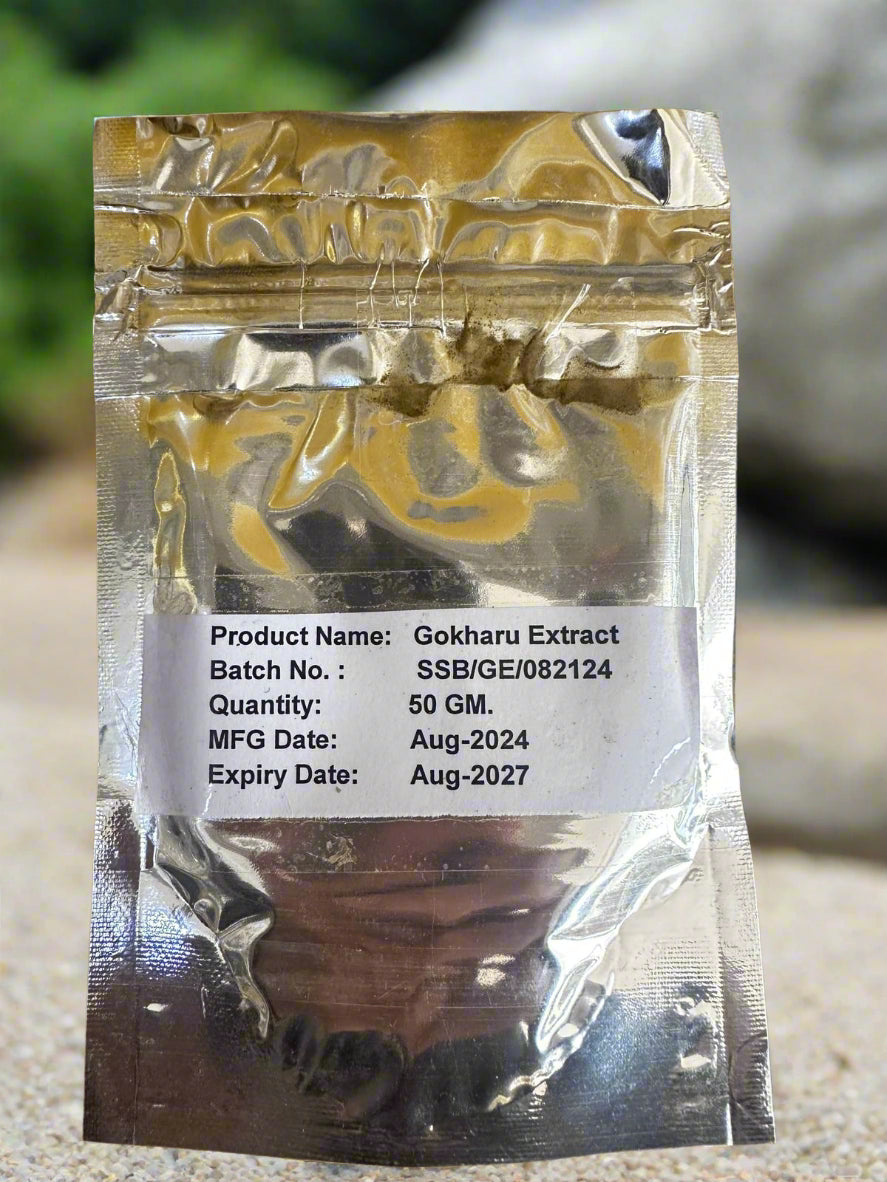 Product Name: Gokharu Extract
Batch No. : SSB/GE/082124
Quantity: 50 GM.
MFG Date: Aug-2024
Expiry Date: Aug-2027